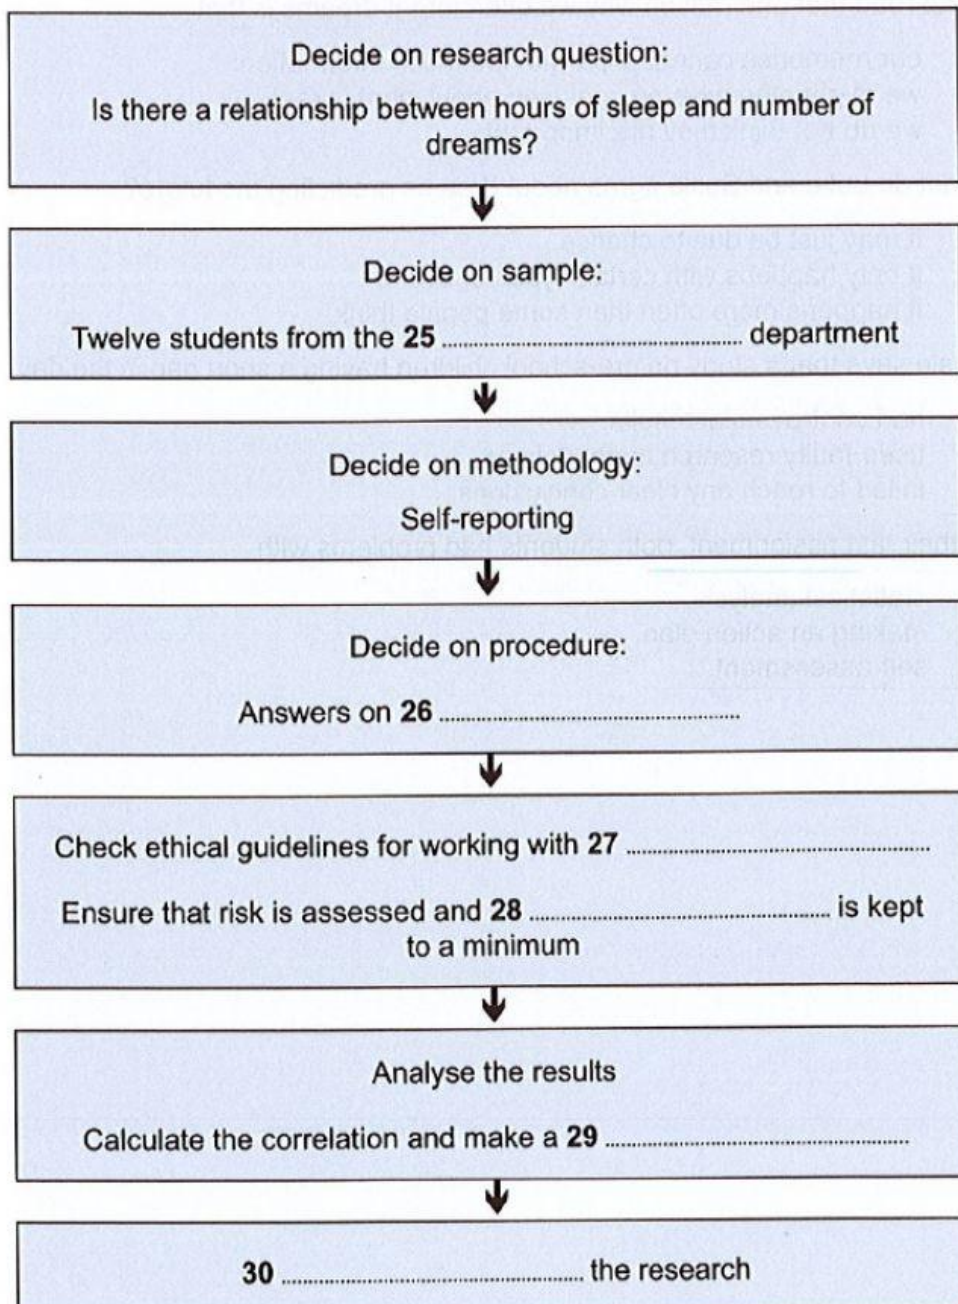 Decide on research question:
Is there a relationship between hours of sleep and number of
dreams?
Decide on sample:
Twelve students from the 25 .................................... department
Decide on methodology:
Self-reporting
Decide on procedure:
Answers on 26 ....................................
Check ethical guidelines for working with 27 ....................................
Ensure that risk is assessed and 28 .................................... is kept
to a minimum
Analyse the results
Calculate the correlation and make a 29 ....................................
30 .................................... the research